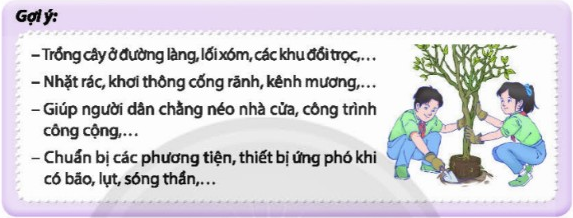 Gợi ý:
– Trồng cây ở đường làng, lối xóm, các khu đồi trọc,...
– Nhặt rác, khơi thông cống rãnh, kênh mương,...
– Giúp người dân chằng néo nhà cửa, công trình
công cộng,...
– Chuẩn bị các phương tiện, thiết bị ứng phó khi
có bão, lụt, sóng thần,...